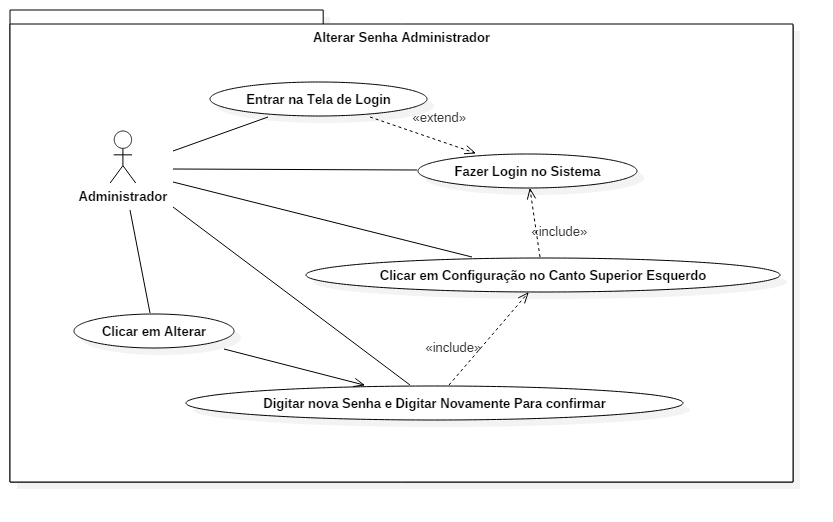 Alterar Senha Administrador
Entrar na Tela de Login
«extend»
Fazer Login no Sistema
Administrador
«include»
Clicar em Configuração no Canto Superior Esquerdo
Clicar em Alterar
«include»
Digitar nova Senha e Digitar Novamente Para confirmar